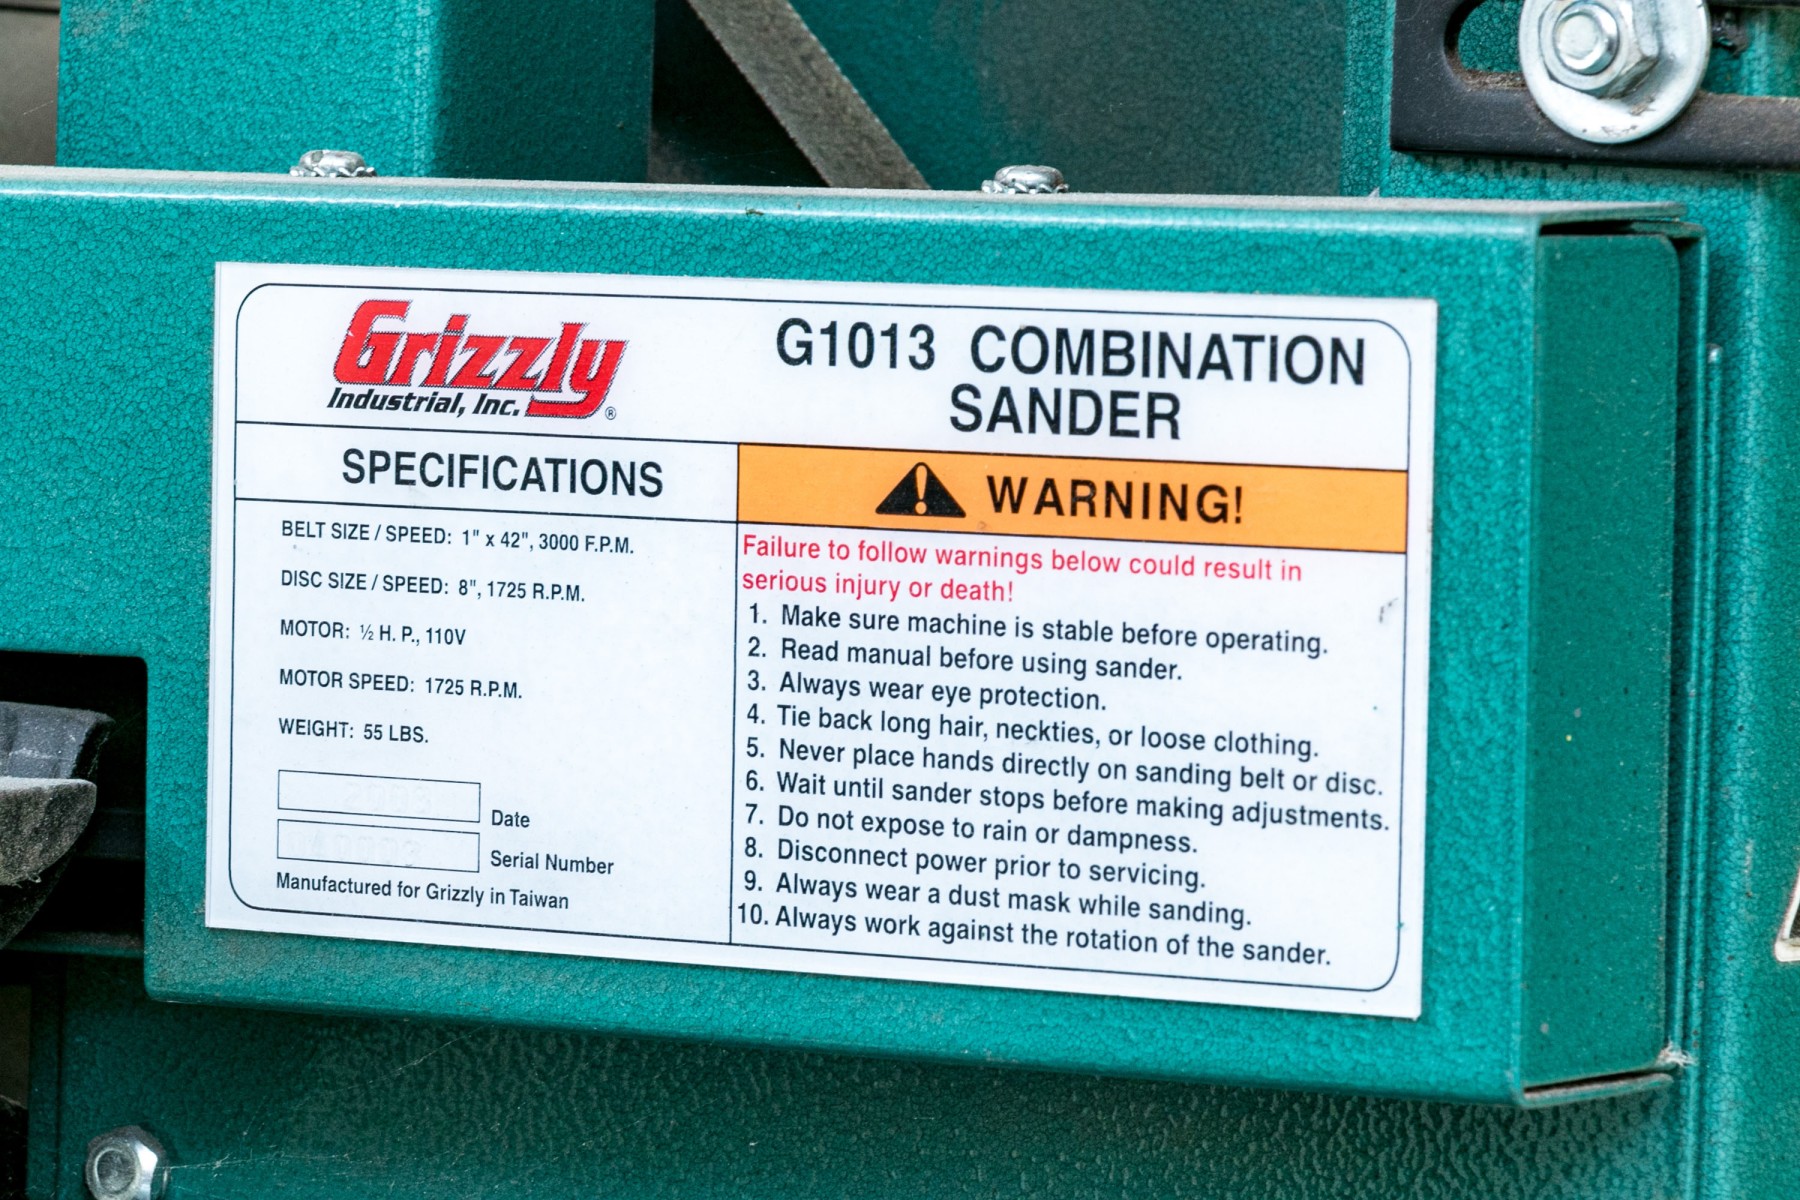 Grizzly
Industrial, Inc. ®
G1013 COMBINATION
SANDER
SPECIFICATIONS
BELT SIZE / SPEED: 1" x 42", 3000 F.P.M.
DISC SIZE / SPEED: 8", 1725 R.P.M.
MOTOR: ½ H. P., 110V
MOTOR SPEED: 1725 R.P.M.
WEIGHT: 55 LBS.
Date
Serial Number
Manufactured for Grizzly in Taiwan
WARNING!
Failure to follow warnings below could result in
serious injury or death!
1. Make sure machine is stable before operating.
2. Read manual before using sander.
3. Always wear eye protection.
4. Tie back long hair, neckties, or loose clothing.
5. Never place hands directly on sanding belt or disc.
6. Wait until sander stops before making adjustments.
7. Do not expose to rain or dampness.
8. Disconnect power prior to servicing.
9. Always wear a dust mask while sanding.
10. Always work against the rotation of the sander.